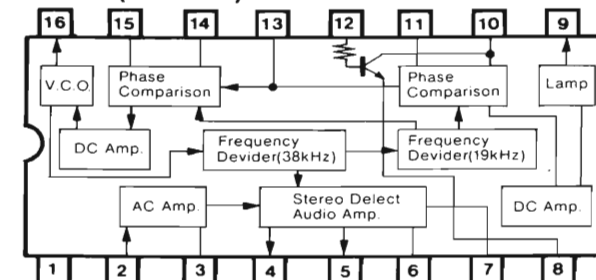 16 15 14 13 12 11 10 9
V.C.O.
Phase
Comparison
Phase
Comparison
Lamp
DC Amp.
Frequency
Devider(38kHz)
Frequency
Devider(19kHz)
AC Amp.
Stereo Delect
Audio Amp.
DC Amp.
1 2 3 4 5 6 7 8